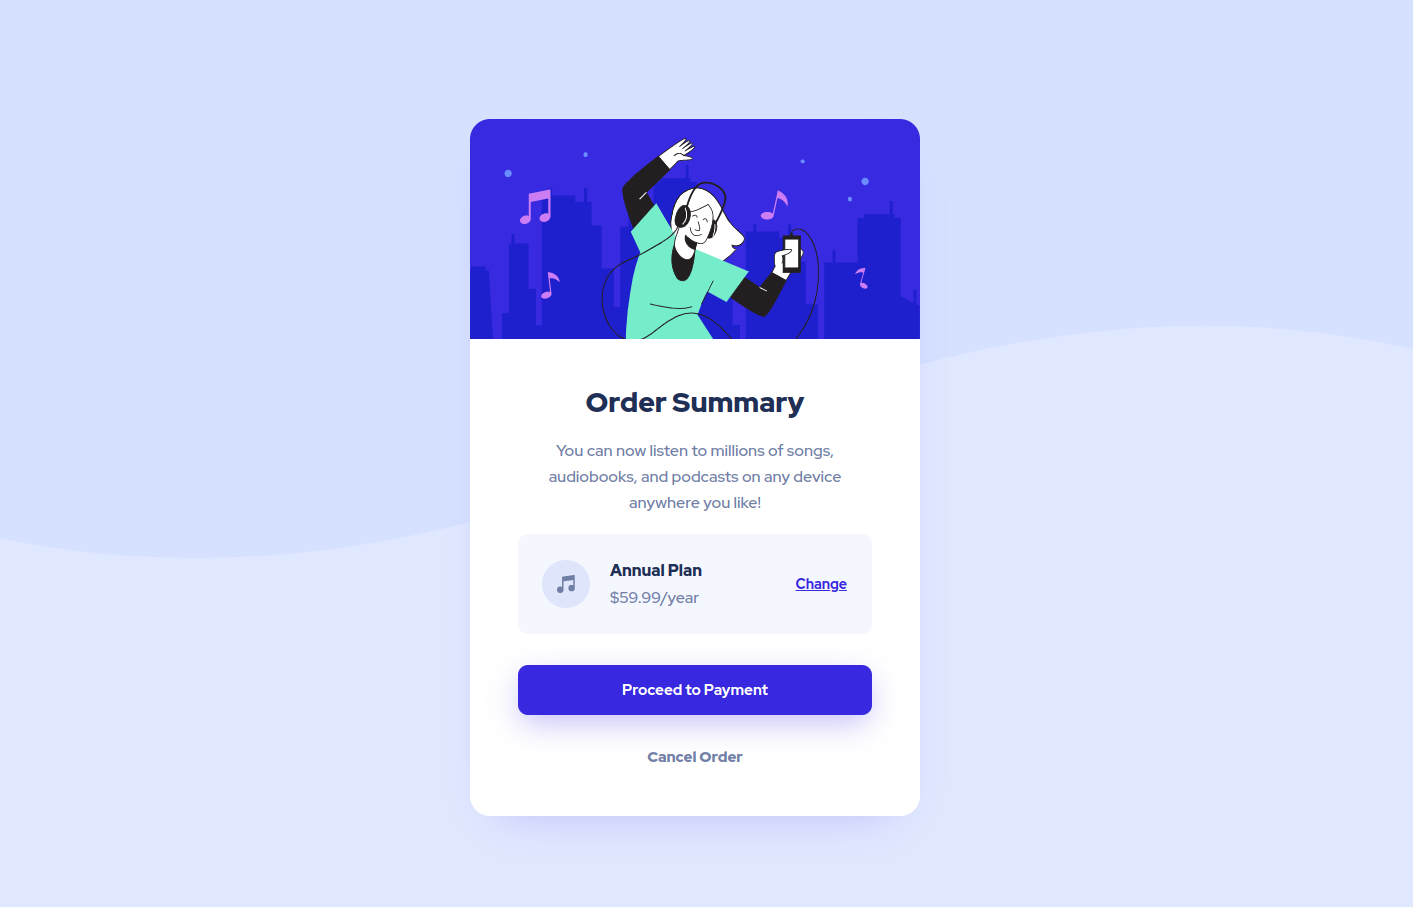 Order Summary
You can now listen to millions of songs,
audiobooks, and podcasts on any device
anywhere you like!
Annual Plan
$59.99/year
Change
Proceed to Payment
Cancel Order